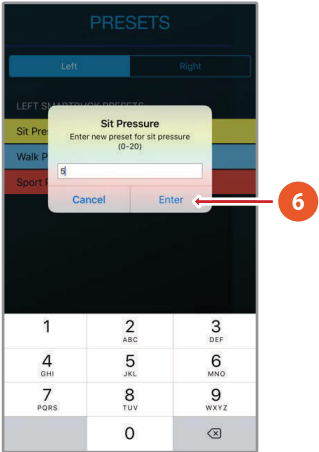 PRESETS
Left Right
LEFT SMARTPUCK PRESETS
Sit Pre
Walk P
Sport
Sit Pressure
Enter new preset for sit pressure
(0-20)
5
Cancel Enter
6
1 2 3
ABC DEF
4 5 6
GHI JKL MNO
7 8 9
PQRS TUV WXYZ
0